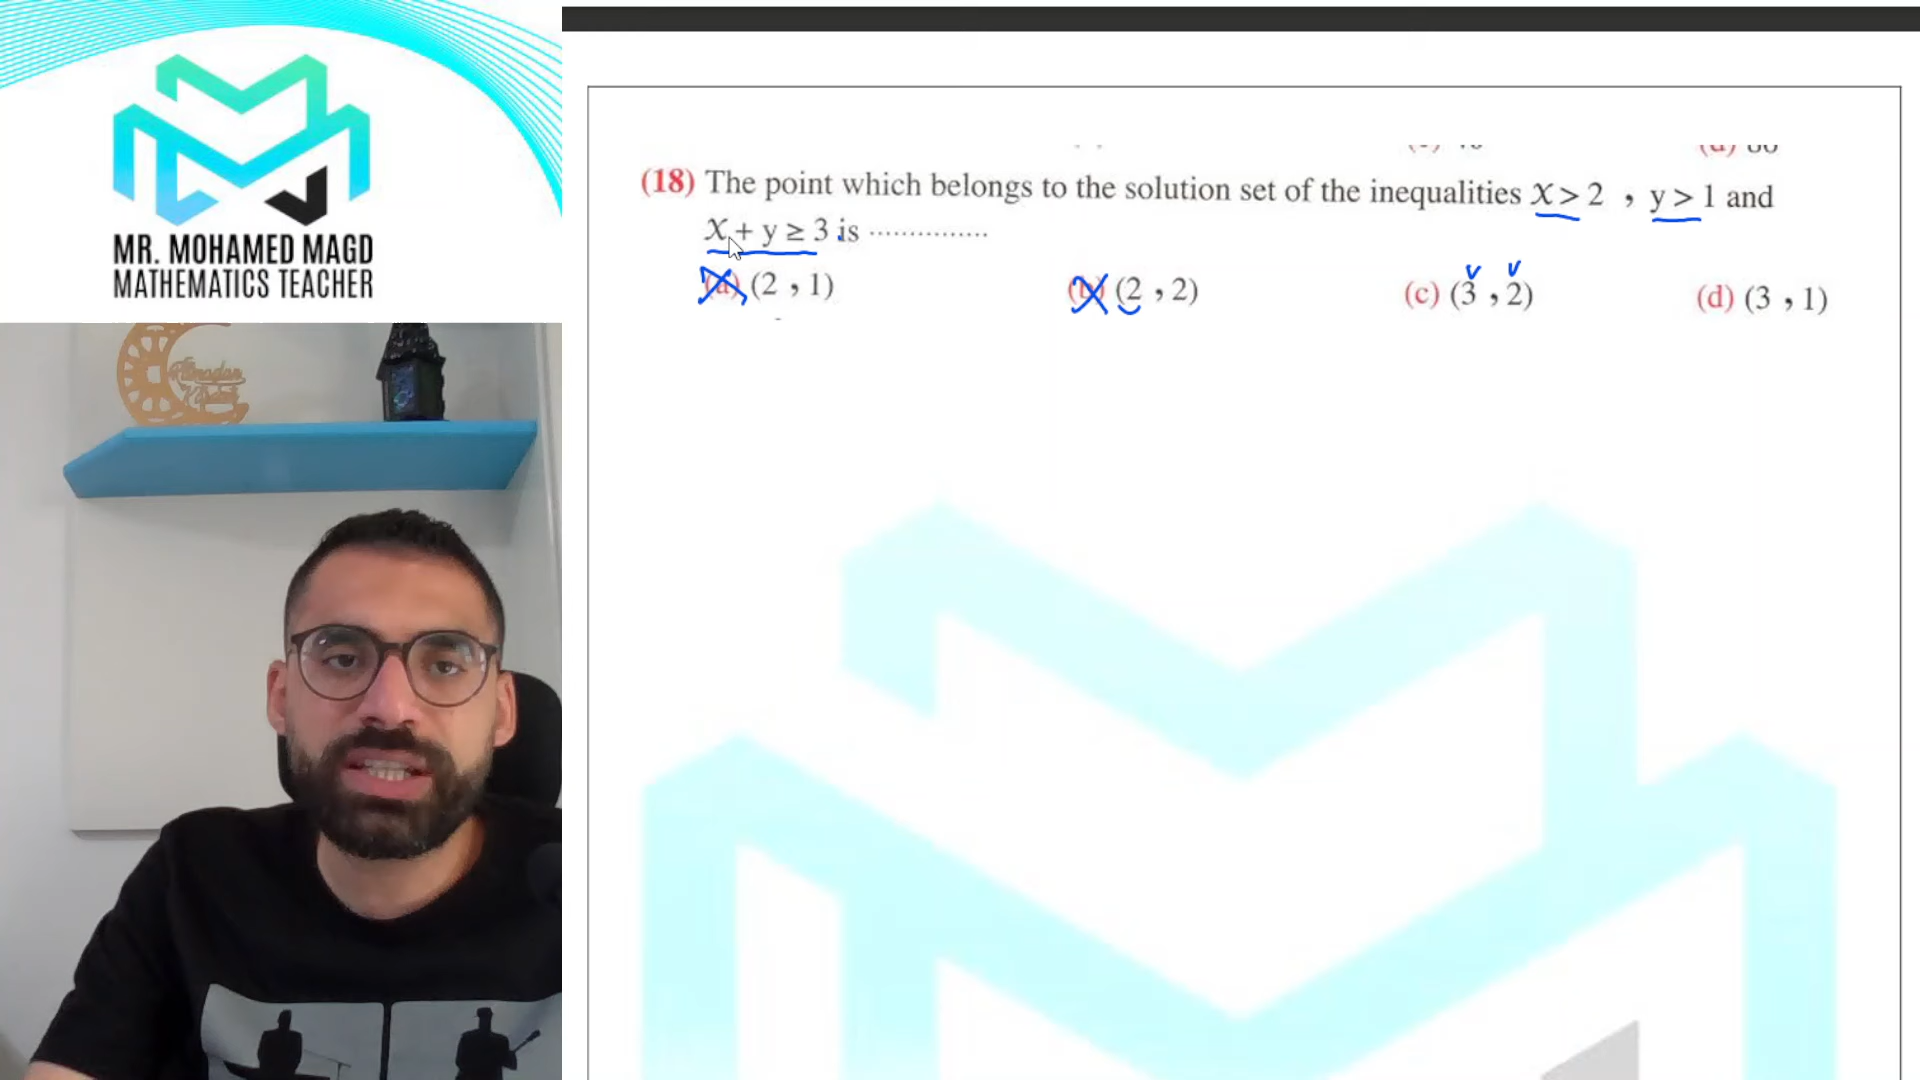 MR. MOHAMED MAGD
MATHEMATICS TEACHER
Ramadan
(18) The point which belongs to the solution set of the inequalities X > 2 , y > 1 and
X + y ≥ 3 is ...............
(a) (2 , 1) (b) (2 , 2) (c) (3 , 2) (d) (3 , 1)